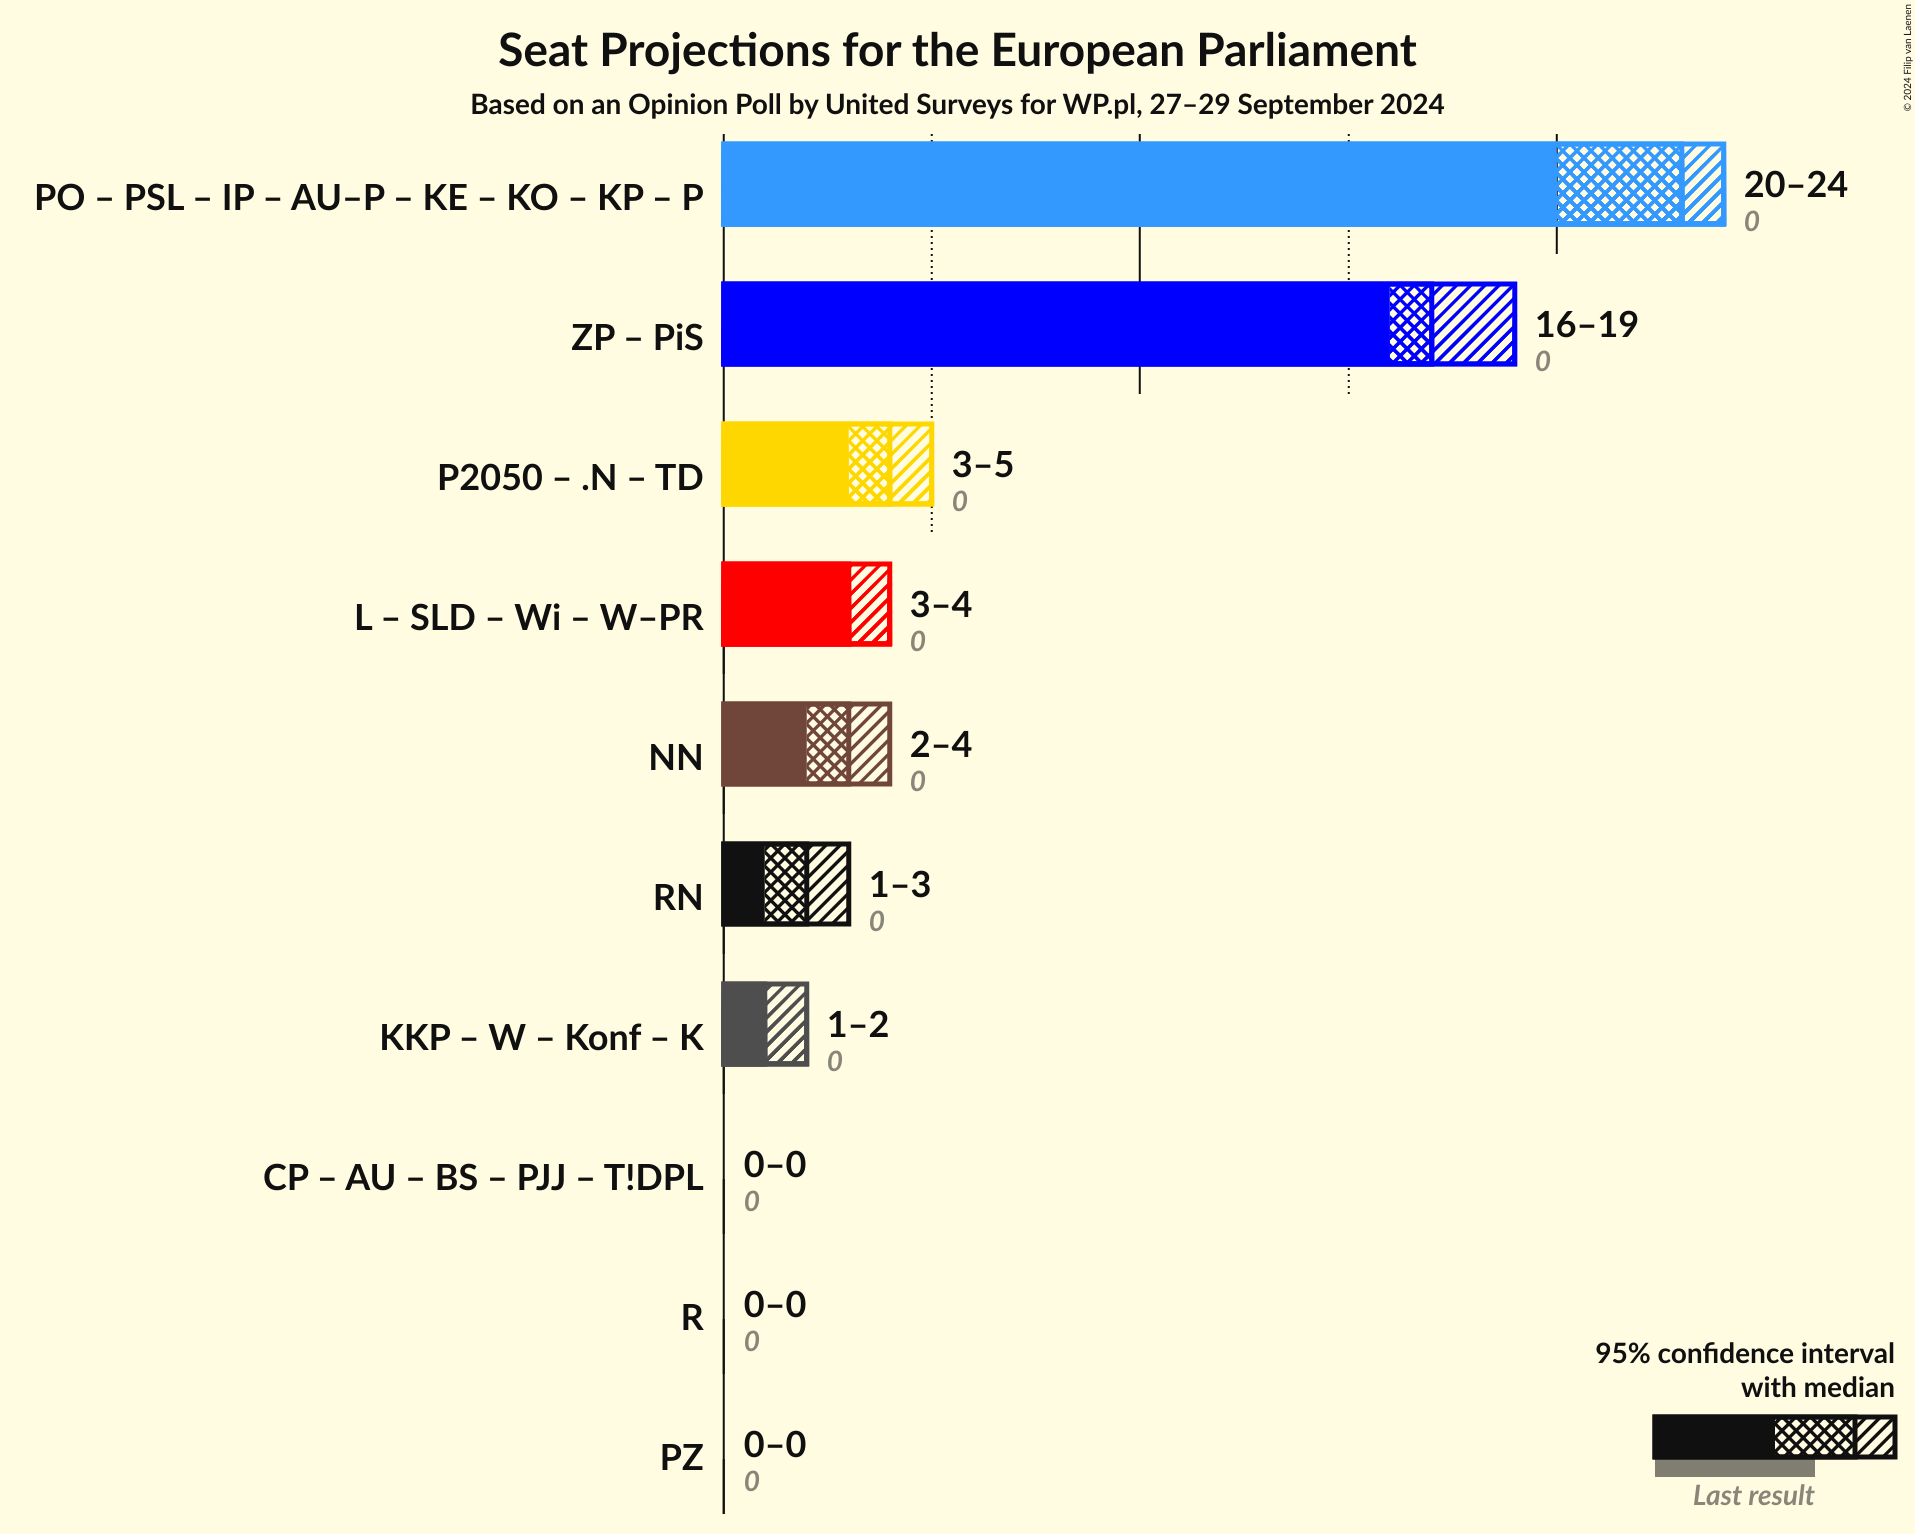 Seat Projections for the European Parliament
Based on an Opinion Poll by United Surveys for WP.pl, 27–29 September 2024
© 2024 Filip van Laenen
PO – PSL – IP – AU–P – KE – KO – KP – P
20–24
0
ZP – PiS
16–19
0
P2050 – .N – TD
3–5
0
L – SLD – Wi – W–PR
3–4
0
NN
2–4
0
RN
1–3
0
KKP – W – Konf – K
1–2
0
CP – AU – BS – PJJ – T!DPL
0–0
0
R
0–0
0
PZ
0–0
0
95% confidence interval
with median
Last result